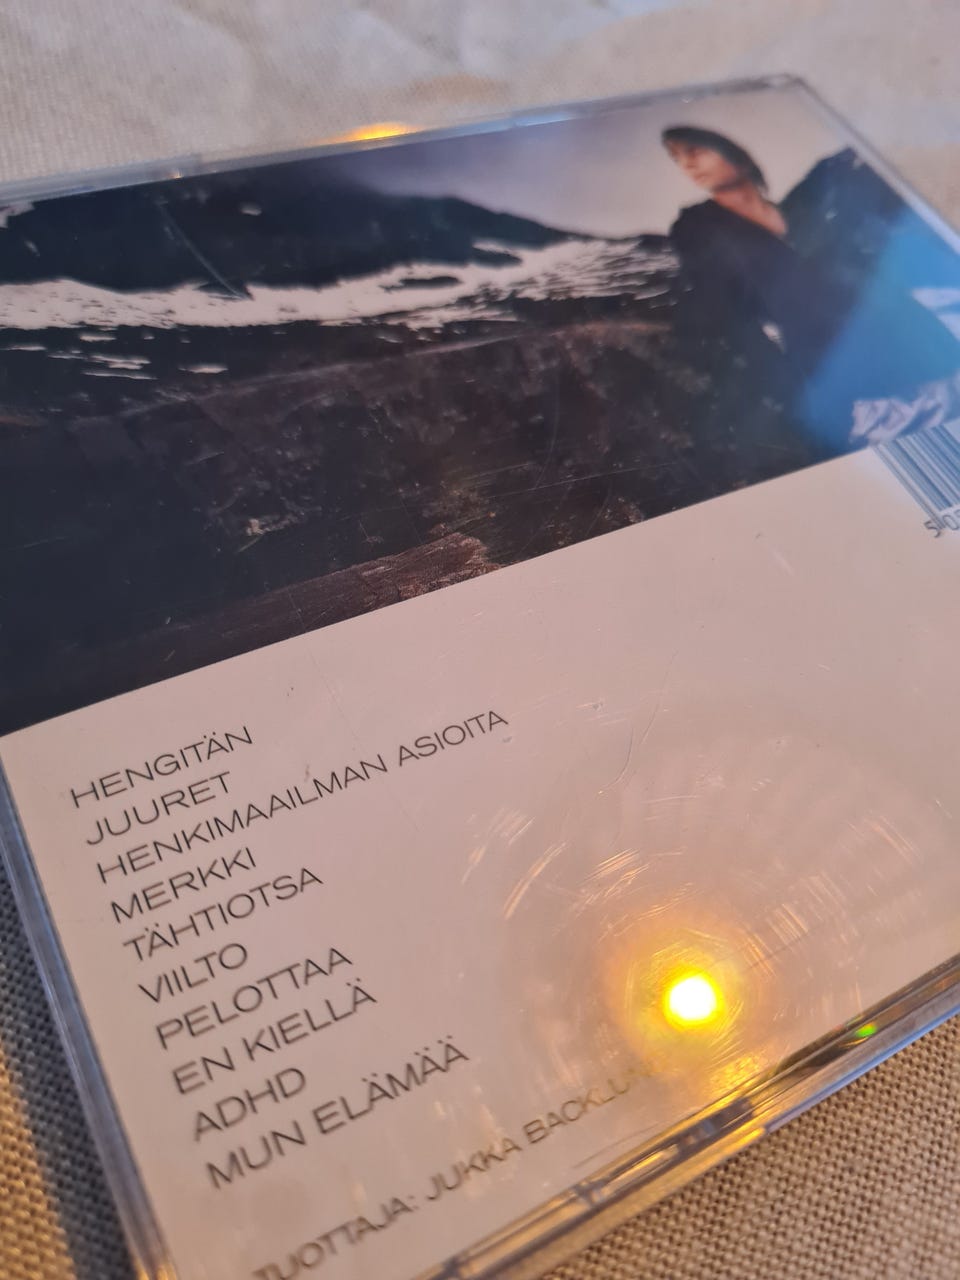 HENGITÄN
JUURET
HENKIMAAILMAN ASIOITA
MERKKI
TÄHTIOTSA
VIILTO
PELOTTAA
EN KIELLÄ
ADHD
MUN ELÄMÄÄ
TUOTTAJA: JUKKA